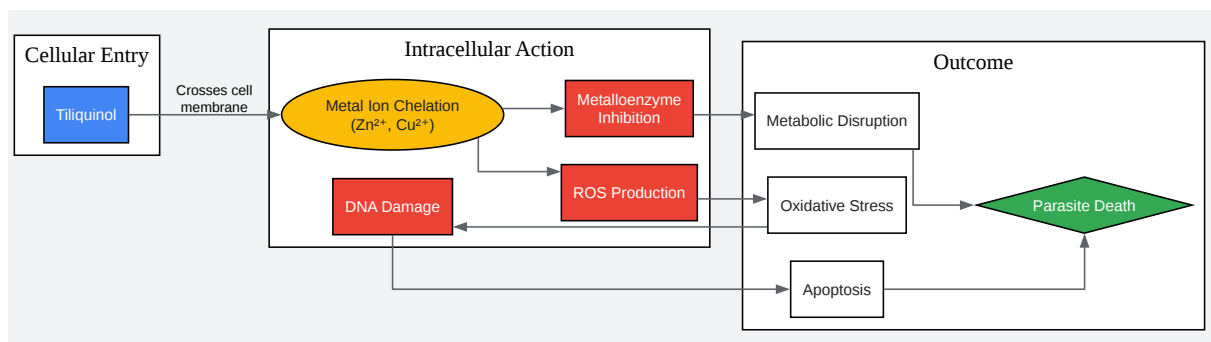 Cellular Entry
Tiliquinol
Crosses cell
membrane
Intracellular Action
Metal Ion Chelation
(Zn²⁺, Cu²⁺)
Metalloenzyme
Inhibition
ROS Production
DNA Damage
Outcome
Metabolic Disruption
Oxidative Stress
Parasite Death
Apoptosis